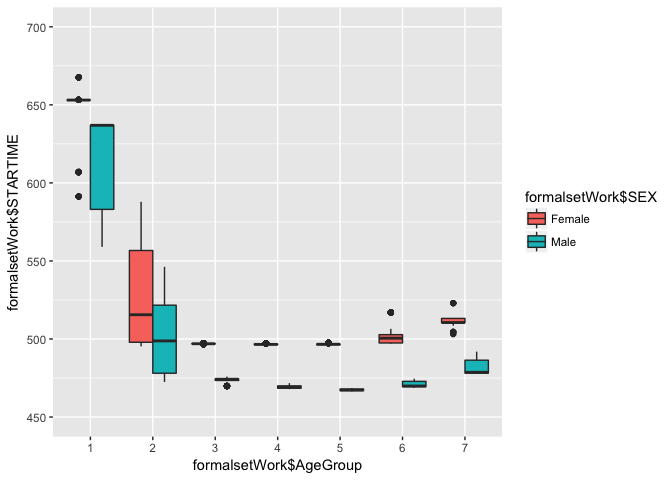 700
650
600
550
500
450
formalsetWork$STARTIME
1 2 3 4 5 6 7
formalsetWork$AgeGroup
formalsetWork$SEX
Female
Male